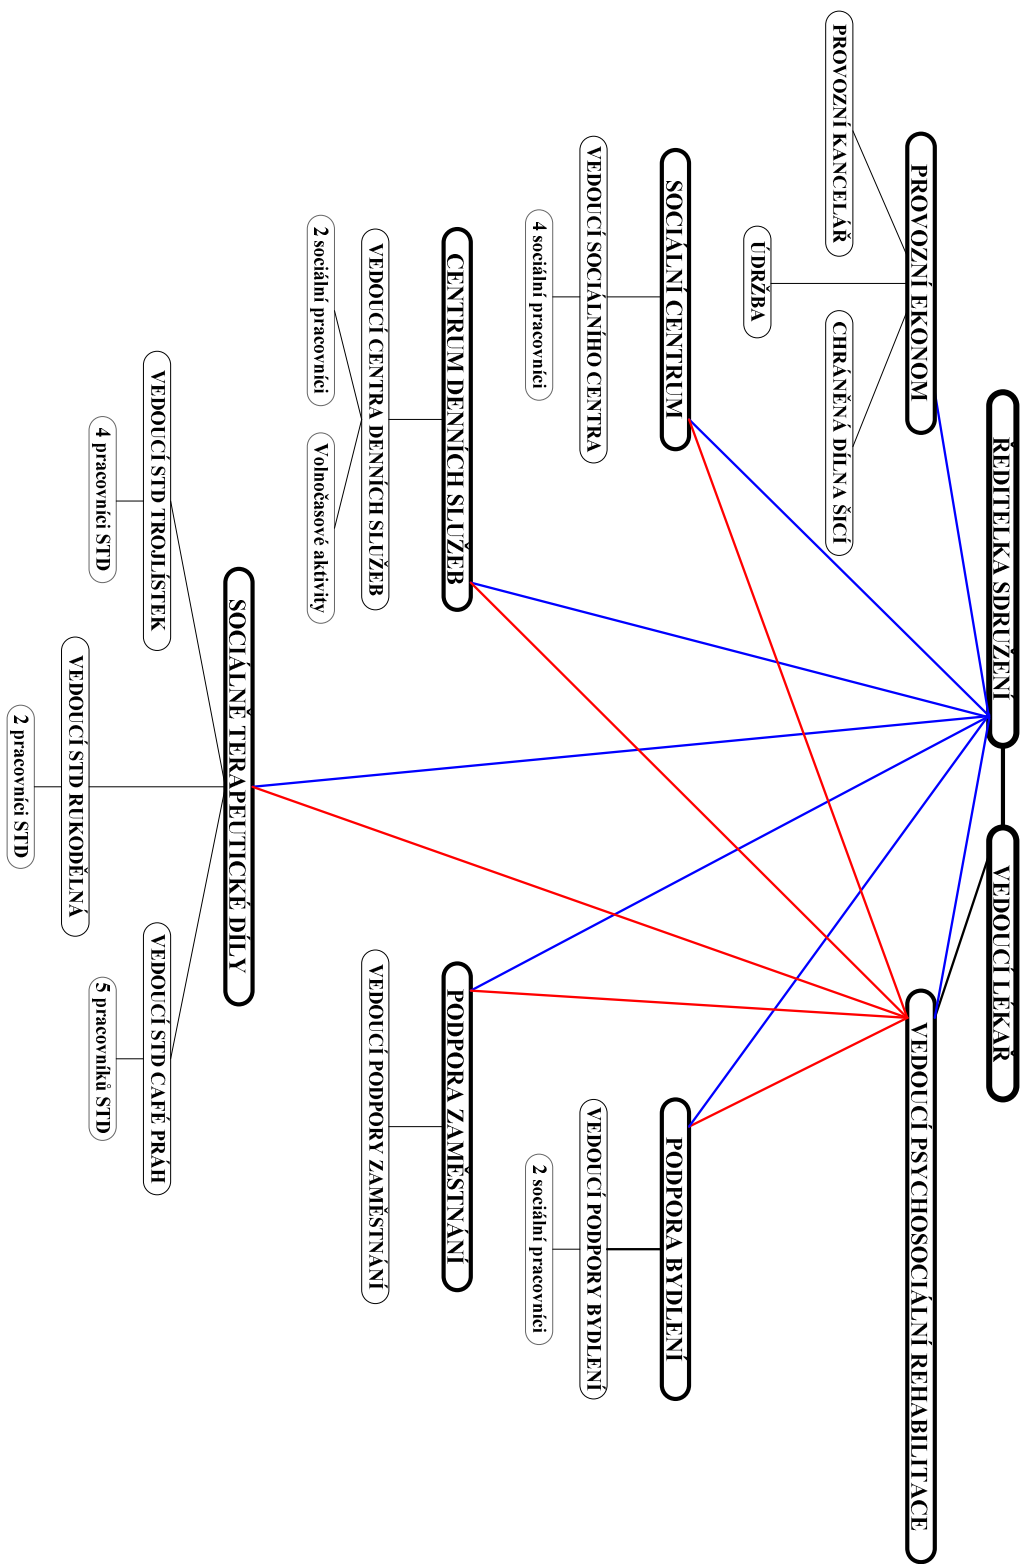 ŘEDITELKA SDRUŽENÍ
VEDOUCÍ LÉKAŘ
PROVOZNÍ EKONOM
VEDOUCÍ PSYCHOSOCIÁLNÍ REHABILITACE
PROVOZNÍ KANCELÁŘ
CHRÁNĚNÁ DÍLNA ŠICÍ
ÚDRŽBA
SOCIÁLNÍ CENTRUM
PODPORA BYDLENÍ
VEDOUCÍ SOCIÁLNÍHO CENTRA
VEDOUCÍ PODPORY BYDLENÍ
4 sociální pracovníci
2 sociální pracovníci
CENTRUM DENNÍCH SLUŽEB
PODPORA ZAMĚSTNÁNÍ
VEDOUCÍ CENTRA DENNÍCH SLUŽEB
VEDOUCÍ PODPORY ZAMĚSTNÁNÍ
2 sociální pracovníci
Volnočasové aktivity
SOCIÁLNĚ TERAPEUTICKÉ DÍLY
VEDOUCÍ STD TROJLÍSTEK
VEDOUCÍ STD CAFÉ PRÁH
4 pracovníci STD
5 pracovníků STD
VEDOUCÍ STD RUKODĚLNÁ
2 pracovníci STD